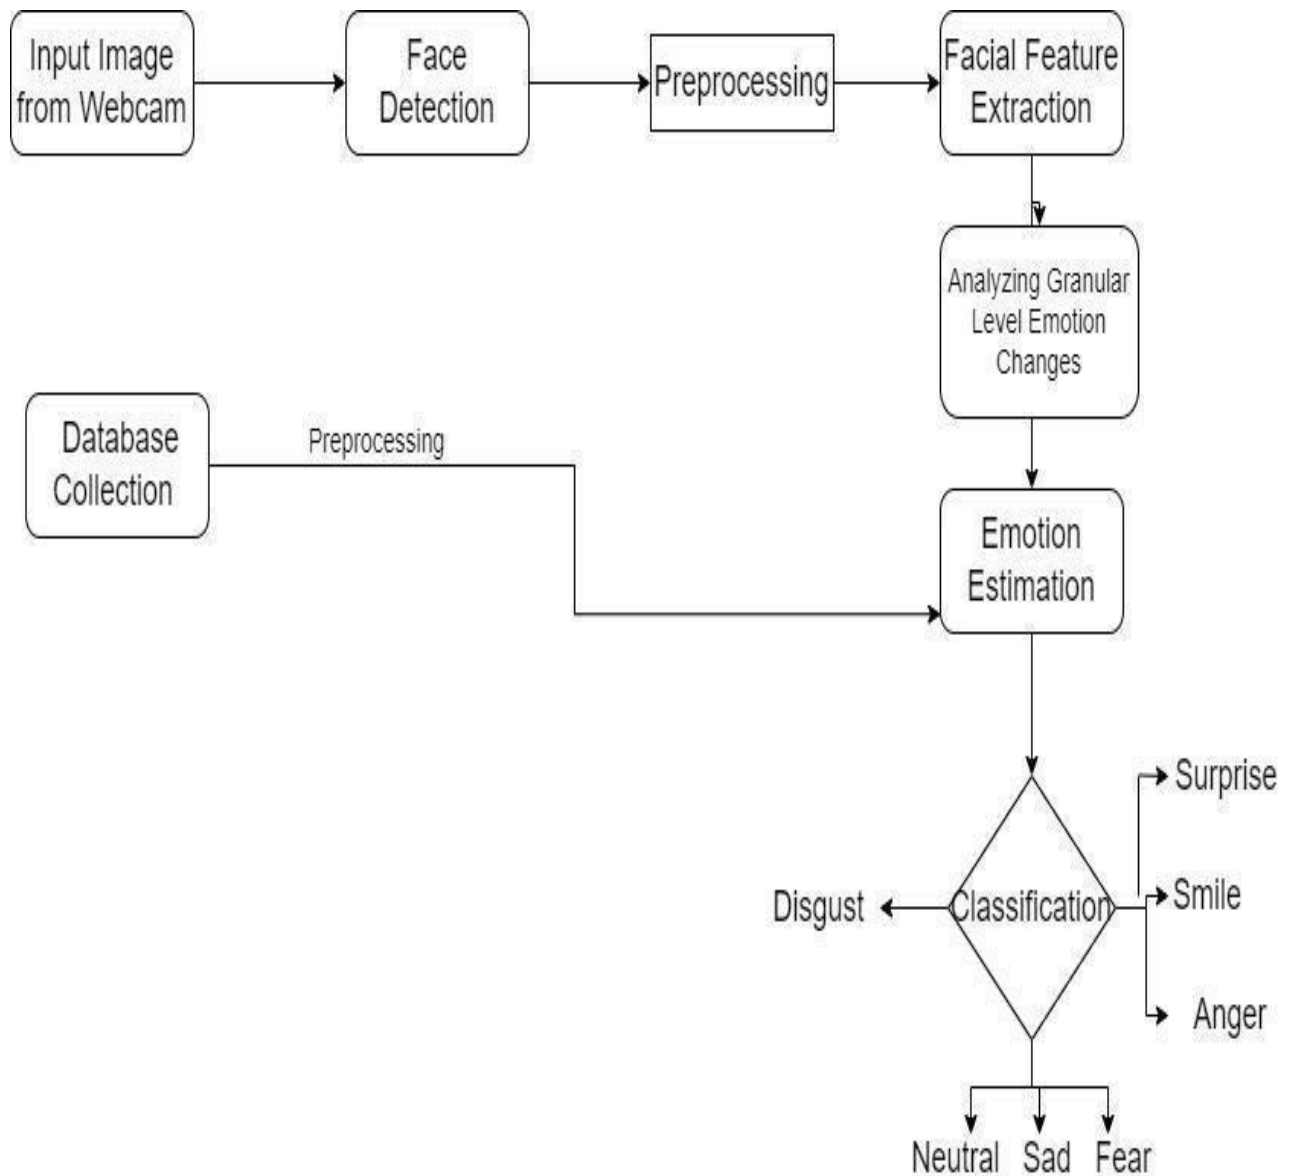 Input Image
from Webcam
Face
Detection
Preprocessing
Facial Feature
Extraction
Analyzing Granular
Level Emotion
Changes
Database
Collection
Preprocessing
Emotion
Estimation
Surprise
Smile
Disgust
Classification
Anger
Neutral
Sad
Fear